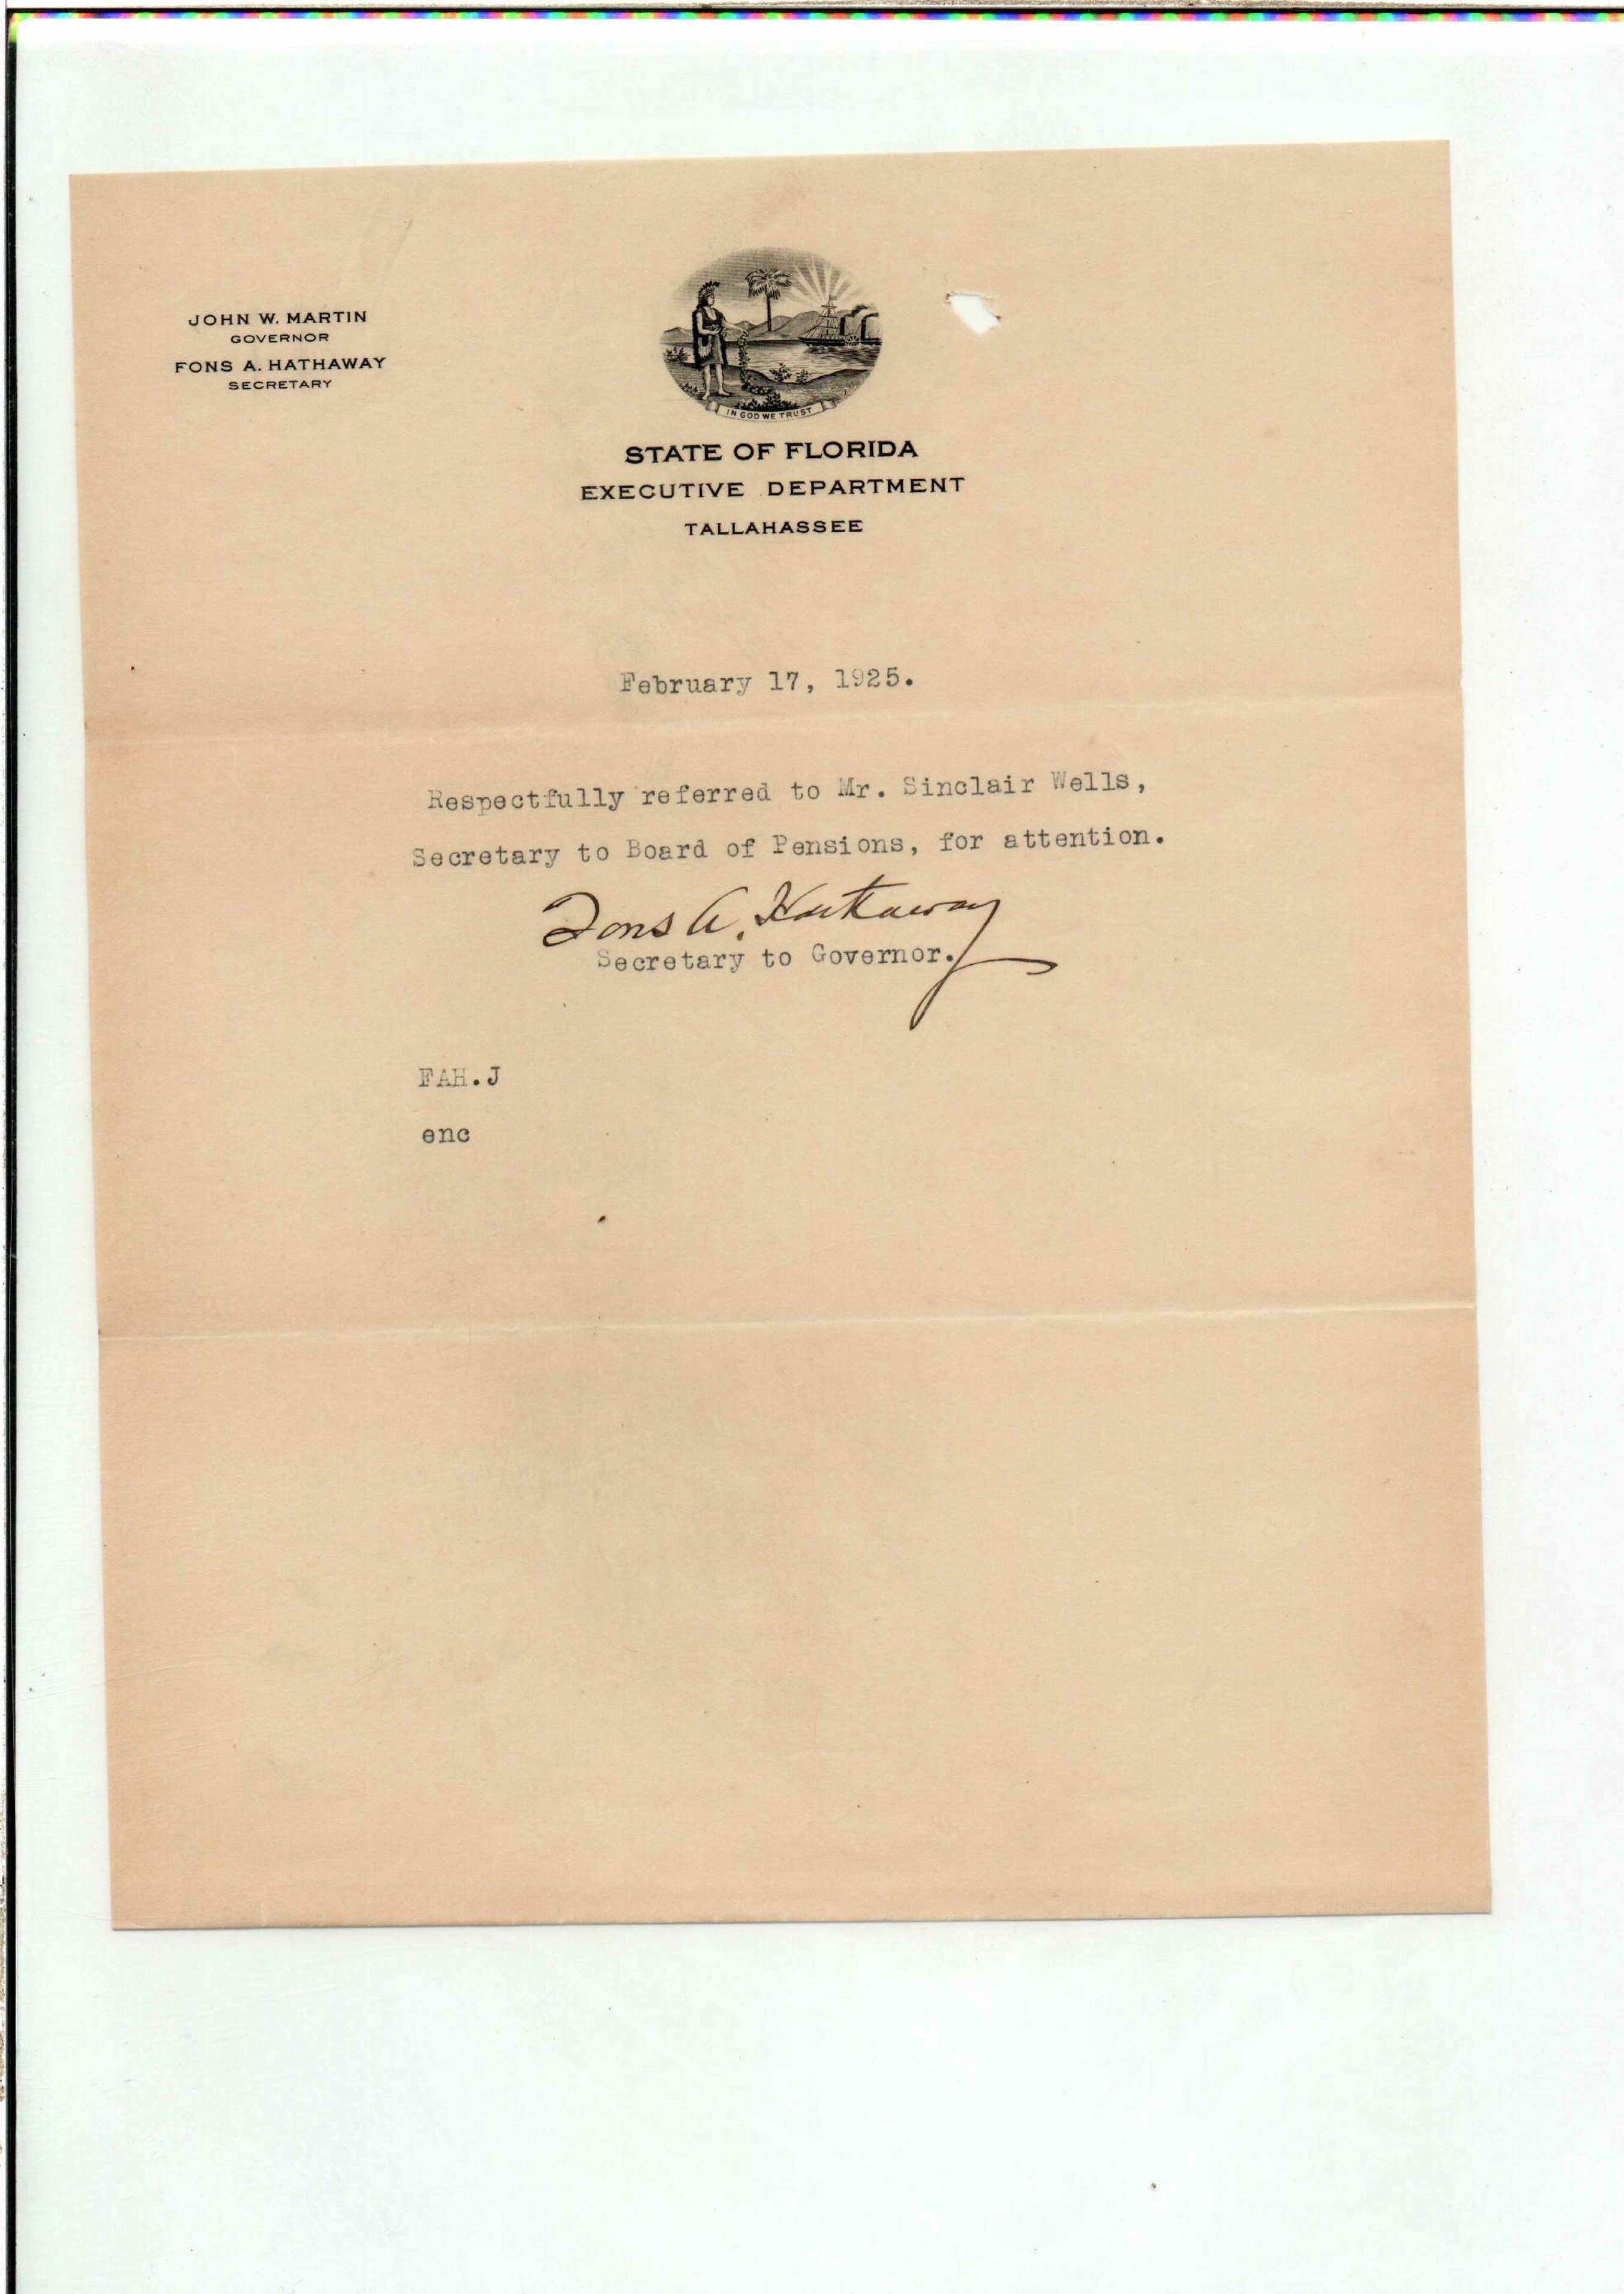 JOHN W. MARTIN
GOVERNOR
FONS A. HATHAWAY
SECRETARY
IN GOD WE TRUST
STATE OF FLORIDA
EXECUTIVE DEPARTMENT
TALLAHASSEE
February 17, 1925.
Respectfully referred to Mr. Sinclair Wells,
Secretary to Board of Pensions, for attention.
Fons A. Hathaway
Secretary to Governor.
FAH.J
enc